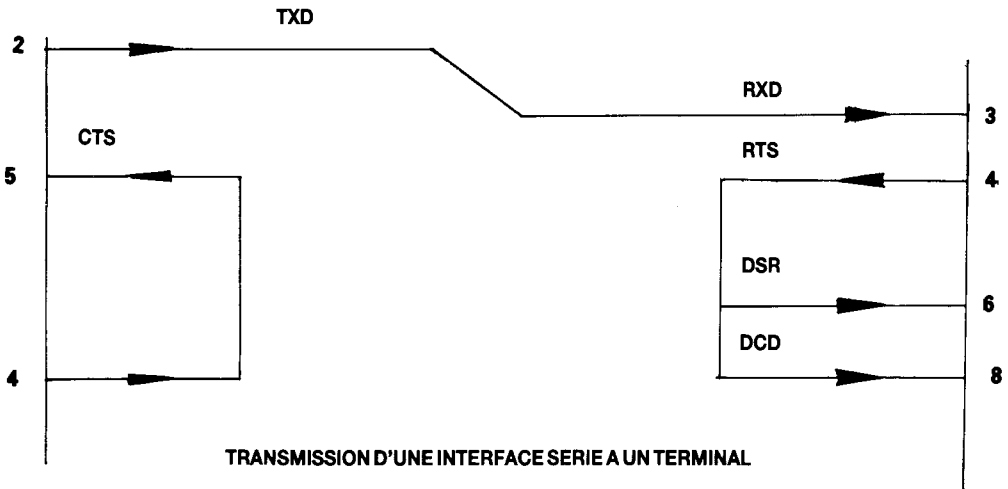 TXD
2
RXD
3
CTS
RTS
5
4
DSR
6
DCD
4
8
TRANSMISSION D'UNE INTERFACE SERIE A UN TERMINAL